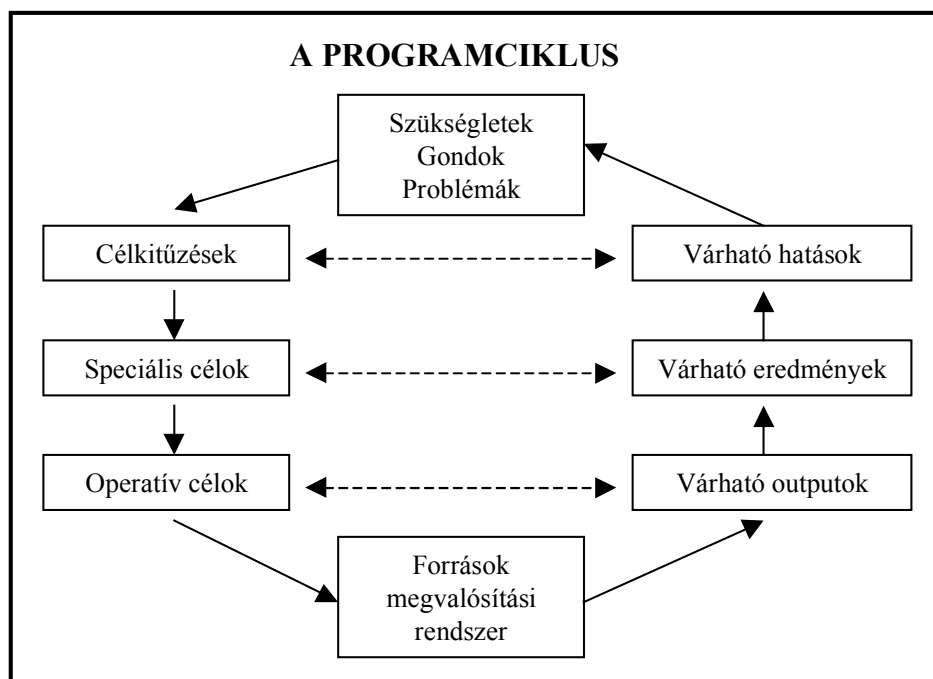 A PROGRAMCIKLUS
Szükségletek
Gondok
Problémák
Célkitűzések
Várható hatások
Speciális célok
Várható eredmények
Operatív célok
Várható outputok
Források
megvalósítási
rendszer